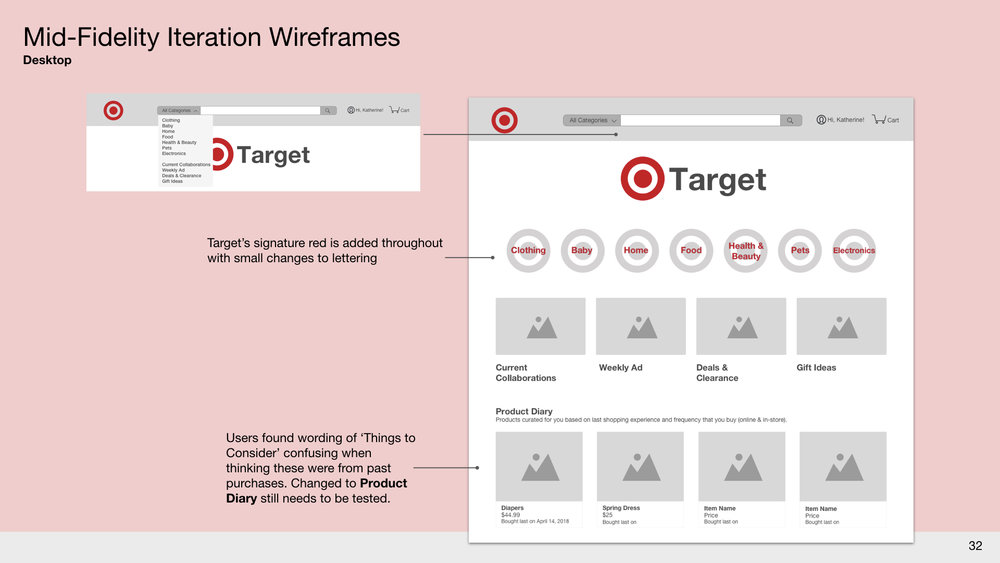 Mid-Fidelity Iteration Wireframes
Desktop
All Categories
Hi, Katherine!
Cart
Clothing
Baby
Home
Food
Health & Beauty
Pets
Electronics
Current Collaborations
Weekly Ad
Deals & Clearance
Gift Ideas
Target
All Categories
Hi, Katherine!
Cart
Target
Target's signature red is added throughout
with small changes to lettering
Clothing
Baby
Home
Food
Health &
Beauty
Pets
Electronics
Current
Collaborations
Weekly Ad
Deals &
Clearance
Gift Ideas
Product Diary
Products curated for you based on last shopping experience and frequency that you buy (online & in-store).
Users found wording of ‘Things to
Consider’ confusing when
thinking these were from past
purchases. Changed to Product
Diary still needs to be tested.
Diapers
$44.99
Bought last on April 14, 2018
Spring Dress
$25
Bought last on
Item Name
Price
Bought last on
Item Name
Price
Bought last on
32